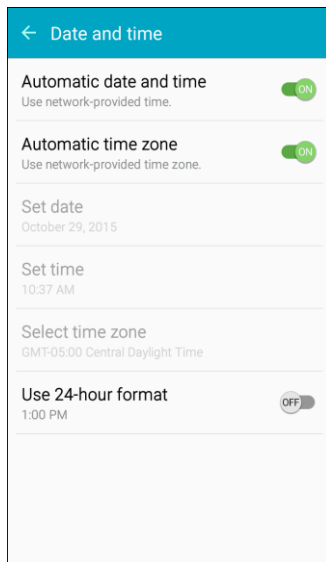 Date and time
Automatic date and time
ON
Use network-provided time.
Automatic time zone
ON
Use network-provided time zone.
Set date
October 29, 2015
Set time
10:37 AM
Select time zone
GMT-05:00 Central Daylight Time
Use 24-hour format
OFF
1:00 PM